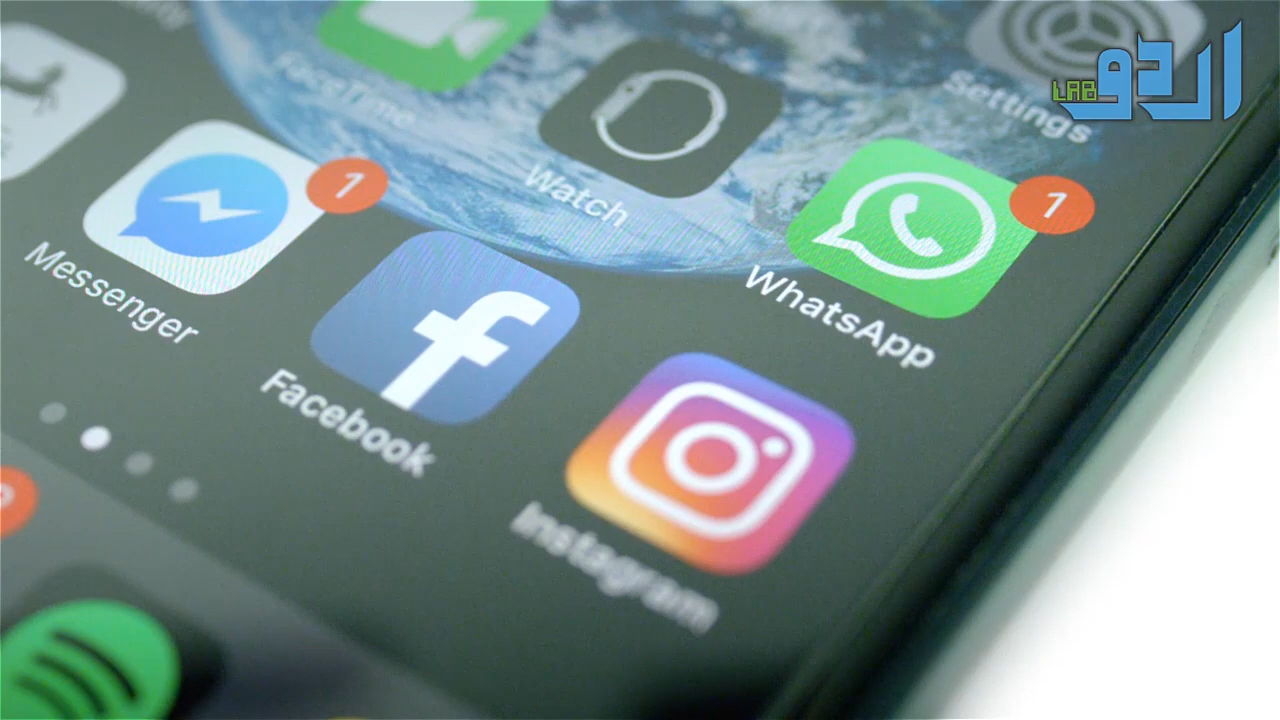 FaceTime
Settings
LAB اردو
Watch
1
1
Messenger
WhatsApp
Facebook
Instagram